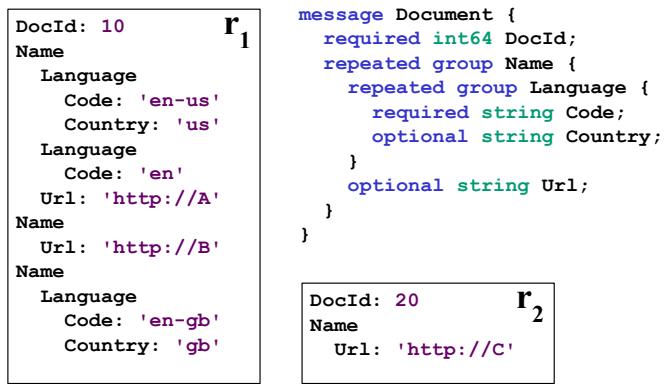 DocId: 10 r1
Name
  Language
    Code: 'en-us'
    Country: 'us'
  Language
    Code: 'en'
  Url: 'http://A'
Name
  Url: 'http://B'
Name
  Language
    Code: 'en-gb'
    Country: 'gb'
message Document {
  required int64 DocId;
  repeated group Name {
    repeated group Language {
      required string Code;
      optional string Country;
    }
    optional string Url;
  }
}
DocId: 20 r2
Name
  Url: 'http://C'